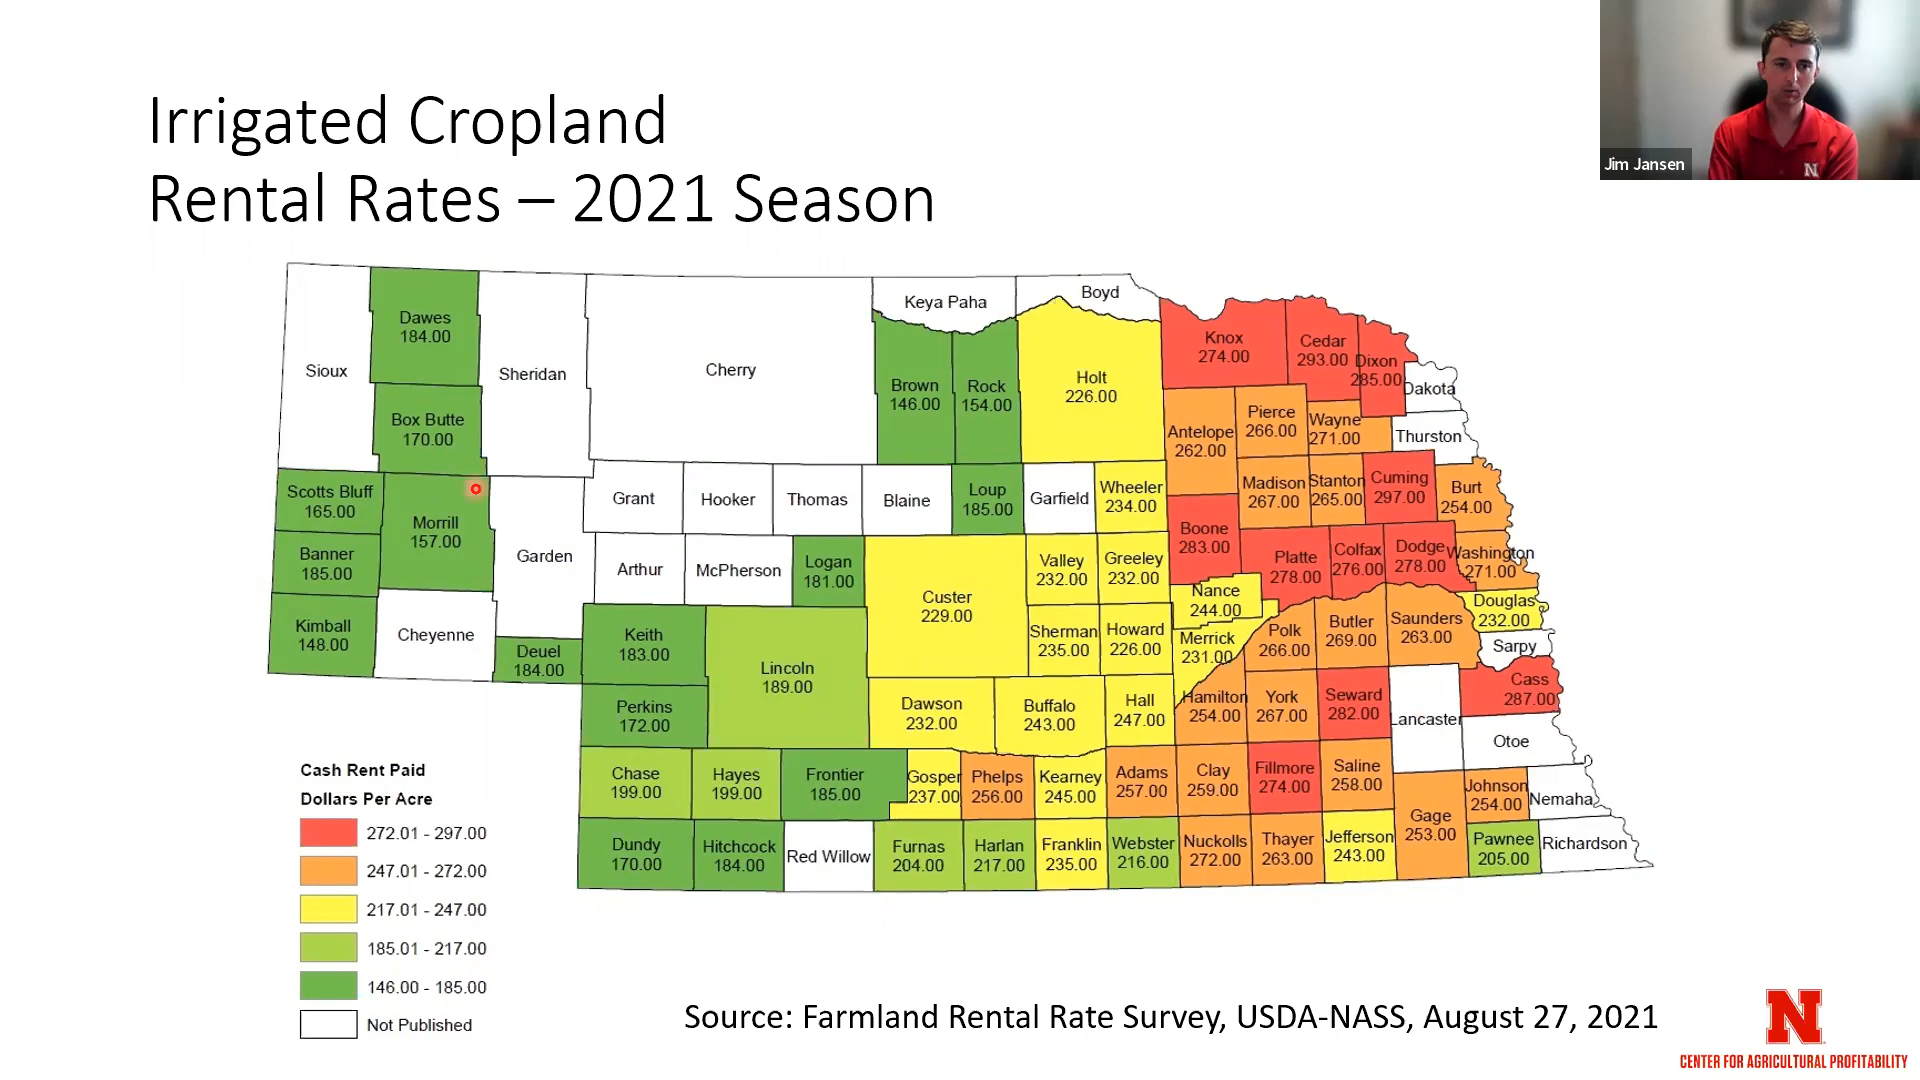 Jim Jansen
N
Irrigated Cropland
Rental Rates – 2021 Season
Sioux
Dawes
184.00
Sheridan
Box Butte
170.00
Cherry
Keya Paha
Boyd
Brown
146.00
Rock
154.00
Holt
226.00
Knox
274.00
Cedar
293.00
Dixon
285.00
Dakota
Antelope
262.00
Pierce
266.00
Wayne
271.00
Thurston
Scotts Bluff
165.00
Morrill
157.00
Banner
185.00
Kimball
148.00
Cheyenne
Garden
Deuel
184.00
Grant
Hooker
Thomas
Blaine
Loup
185.00
Garfield
Wheeler
234.00
Boone
283.00
Madison
267.00
Stanton
265.00
Cuming
297.00
Burt
254.00
Arthur
McPherson
Logan
181.00
Custer
229.00
Valley
232.00
Greeley
232.00
Platte
278.00
Colfax
276.00
Dodge
278.00
Washington
271.00
Nance
244.00
Keith
183.00
Lincoln
189.00
Sherman
235.00
Howard
226.00
Merrick
231.00
Polk
266.00
Butler
269.00
Saunders
263.00
Douglas
232.00
Sarpy
Perkins
172.00
Dawson
232.00
Buffalo
243.00
Hall
247.00
Hamilton
254.00
York
267.00
Seward
282.00
Lancaster
Cass
287.00
Otoe
Chase
199.00
Hayes
199.00
Frontier
185.00
Gosper
237.00
Phelps
256.00
Kearney
245.00
Adams
257.00
Clay
259.00
Fillmore
274.00
Saline
258.00
Gage
253.00
Johnson
254.00
Nemaha
Dundy
170.00
Hitchcock
184.00
Red Willow
Furnas
204.00
Harlan
217.00
Franklin
235.00
Webster
216.00
Nuckolls
272.00
Thayer
263.00
Jefferson
243.00
Pawnee
205.00
Richardson
Cash Rent Paid
Dollars Per Acre
272.01 - 297.00
247.01 - 272.00
217.01 - 247.00
185.01 - 217.00
146.00 - 185.00
Not Published
Source: Farmland Rental Rate Survey, USDA-NASS, August 27, 2021
N
CENTER FOR AGRICULTURAL PROFITABILITY